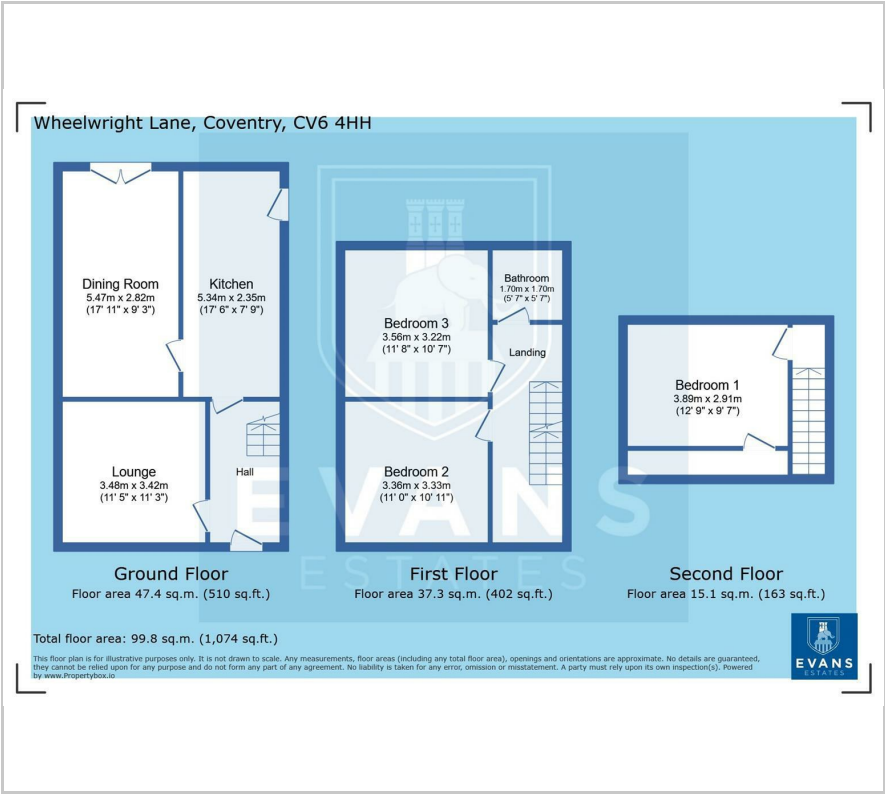 Wheelwright Lane, Coventry, CV6 4HH
Dining Room
5.47m x 2.82m
(17' 11" x 9' 3")
Kitchen
5.34m x 2.35m
(17' 6" x 7' 9")
Lounge
3.48m x 3.42m
(11' 5" x 11' 3")
Hall
Ground Floor
Floor area 47.4 sq.m. (510 sq.ft.)
Bathroom
1.70m x 1.70m
(5' 7" x 5' 7")
Bedroom 3
3.56m x 3.22m
(11' 8" x 10' 7")
Landing
Bedroom 2
3.36m x 3.33m
(11' 0" x 10' 11")
First Floor
Floor area 37.3 sq.m. (402 sq.ft.)
Bedroom 1
3.89m x 2.91m
(12' 9" x 9' 7")
Second Floor
Floor area 15.1 sq.m. (163 sq.ft.)
EVANS
ESTATES
Total floor area: 99.8 sq.m. (1,074 sq.ft.)
This floor plan is for illustrative purposes only. It is not drawn to scale. Any measurements, floor areas (including any total floor area), openings and orientations are approximate. No details are guaranteed,
they cannot be relied upon for any purpose and do not form any part of any agreement. No liability is taken for any error, omission or misstatement. A party must rely upon its own inspection(s). Powered
by www.Propertybox.io
EVANS
ESTATES